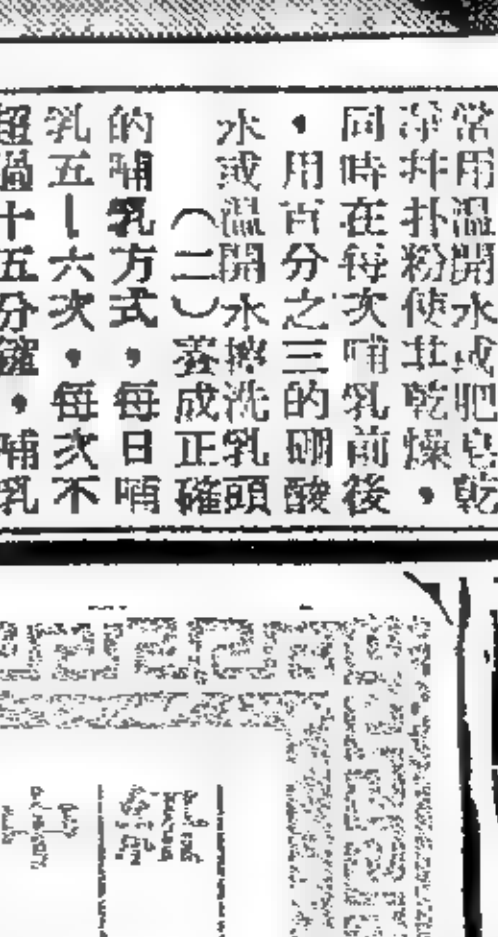 常用溫開水或肥皂乾
淨幷扑粉使其乾燥，
同時在每次哺乳前後
，用百分之三的硼酸
水或溫開水擦洗乳頭
（二）養成正確
的哺乳方式，每日哺
乳五－六次，每次不
超過十五分鐘，哺乳